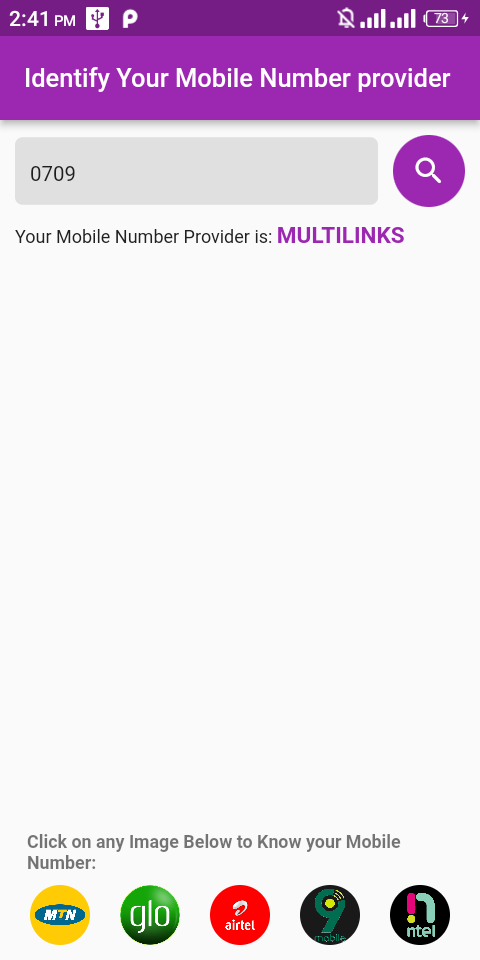 2:41 PM
73
Identify Your Mobile Number provider
0709
Your Mobile Number Provider is: MULTILINKS
Click on any Image Below to Know your Mobile
Number:
MTN glo airtel 9 mobile ntel